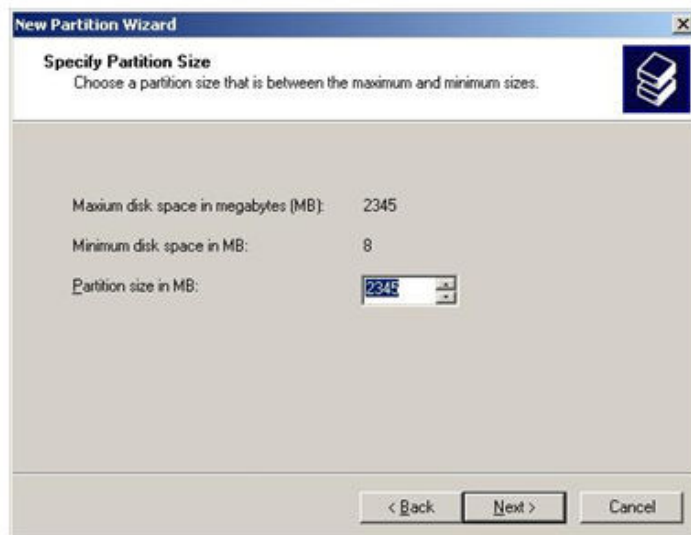 New Partition Wizard
Specify Partition Size
Choose a partition size that is between the maximum and minimum sizes.
Maxium disk space in megabytes (MB): 2345
Minimum disk space in MB: 8
Partition size in MB: 2345
< Back Next > Cancel